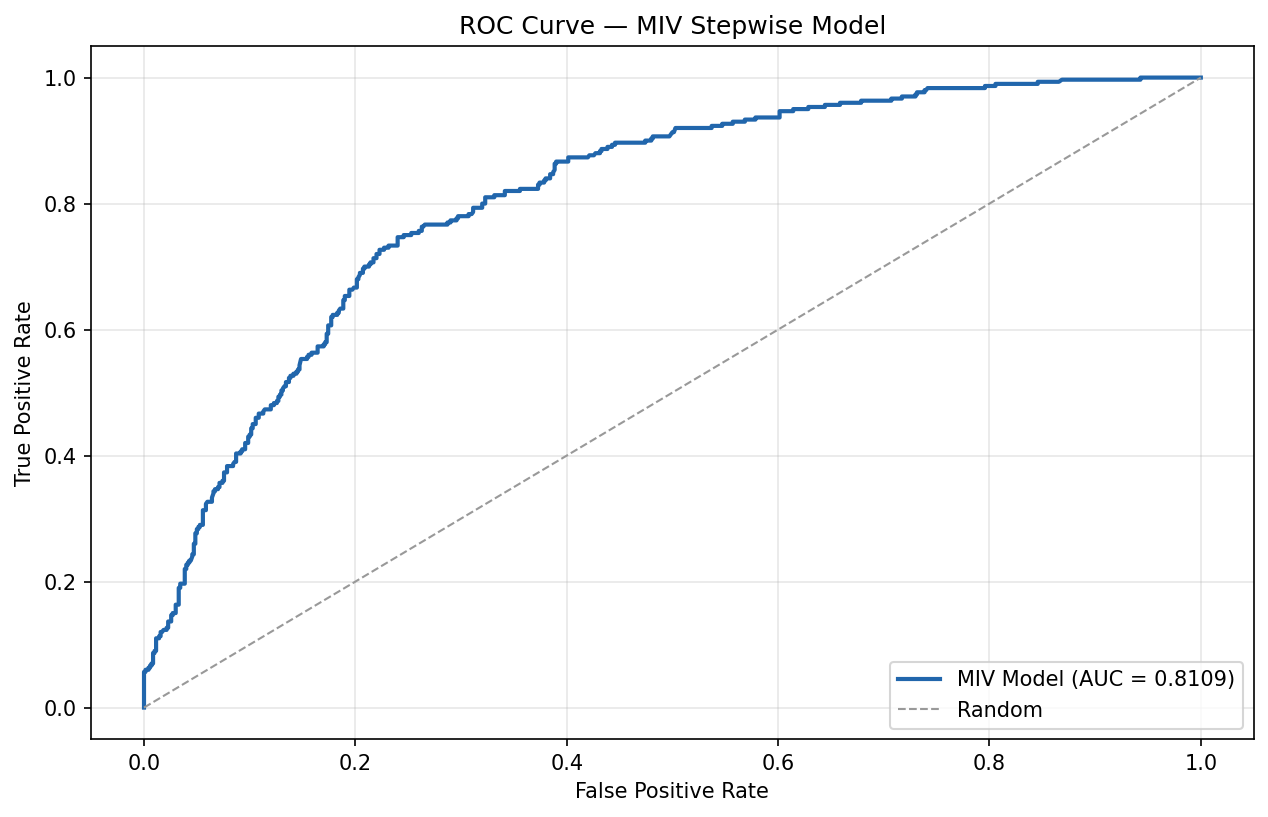 ROC Curve — MIV Stepwise Model
True Positive Rate
1.0
0.8
0.6
0.4
0.2
0.0
MIV Model (AUC = 0.8109)
Random
0.0 0.2 0.4 0.6 0.8 1.0
False Positive Rate